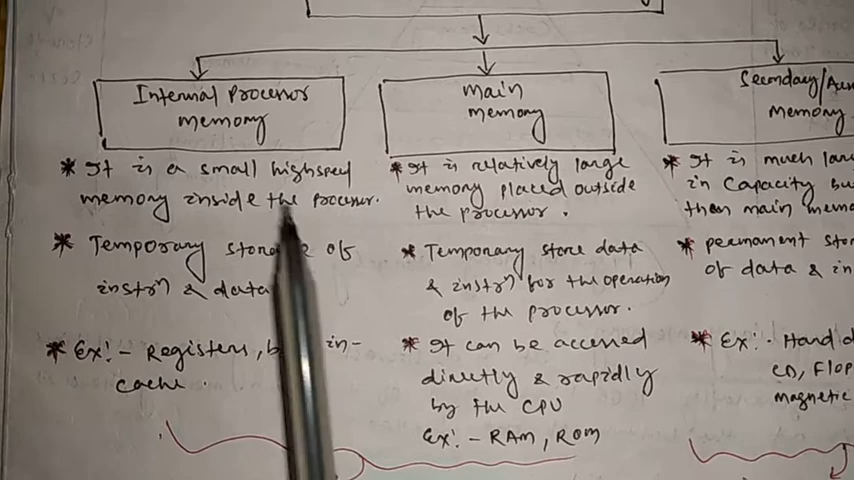 Internal Processor
memory
* It is a small highspeed
memory inside the processor.
* Temporary of
instrn & data
* Ex:- Registers, in-
cache.
Main
memory
* It is relatively large
memory placed outside
the processor.
* Temporary store data
& instrn for the operation
of the processor.
* It can be accessed
directly & rapidly
by the CPU
Ex:- RAM, ROM
Secondary/
Memory
* It is much
in Capacity
than main
* permanent
of data &
* Ex:- Hard
CD,
magnetic